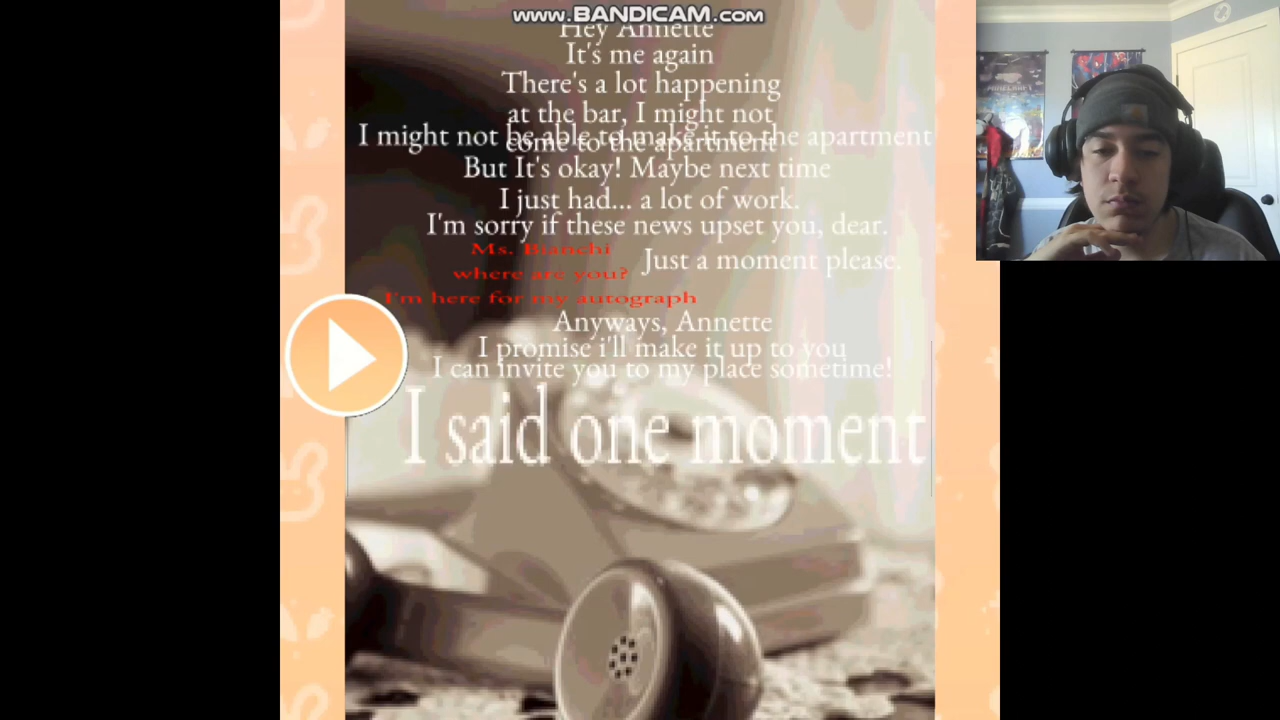 www.BANDICAM.com
Hey Annette
It's me again
There's a lot happening
at the bar, I might not
I might not be able to make it to the apartment
come to the apartment
But It's okay! Maybe next time
I just had... a lot of work.
I'm sorry if these news upset you, dear.
Ms. Bianchi
Just a moment please.
where are you?
I'm here for my autograph
Anyways, Annette
I promise i'll make it up to you
I can invite you to my place sometime!
I said one moment